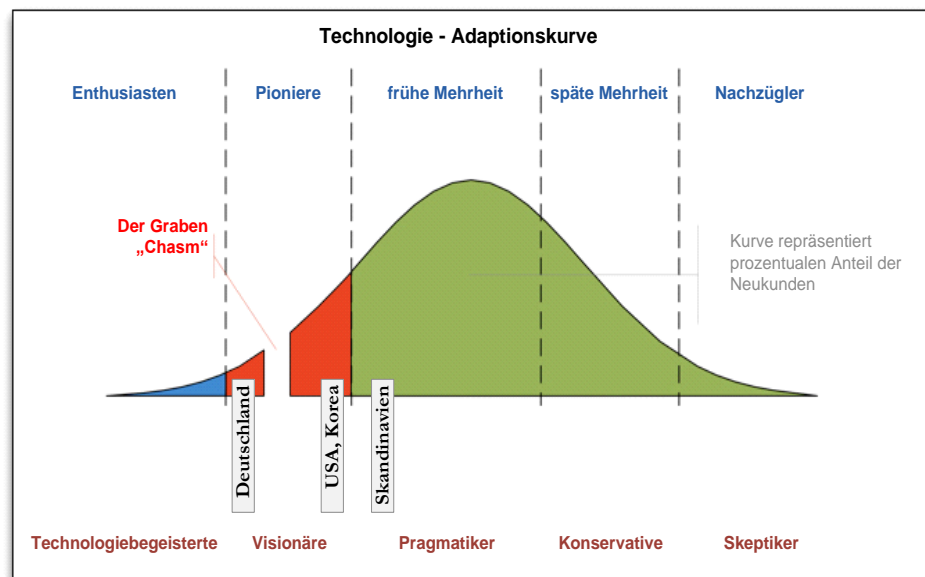 Technologie - Adaptionskurve
Enthusiasten
Pioniere
frühe Mehrheit
späte Mehrheit
Nachzügler
Der Graben
„Chasm“
Kurve repräsentiert
prozentualen Anteil der
Neukunden
Deutschland
USA, Korea
Skandinavien
Technologiebegeisterte
Visionäre
Pragmatiker
Konservative
Skeptiker